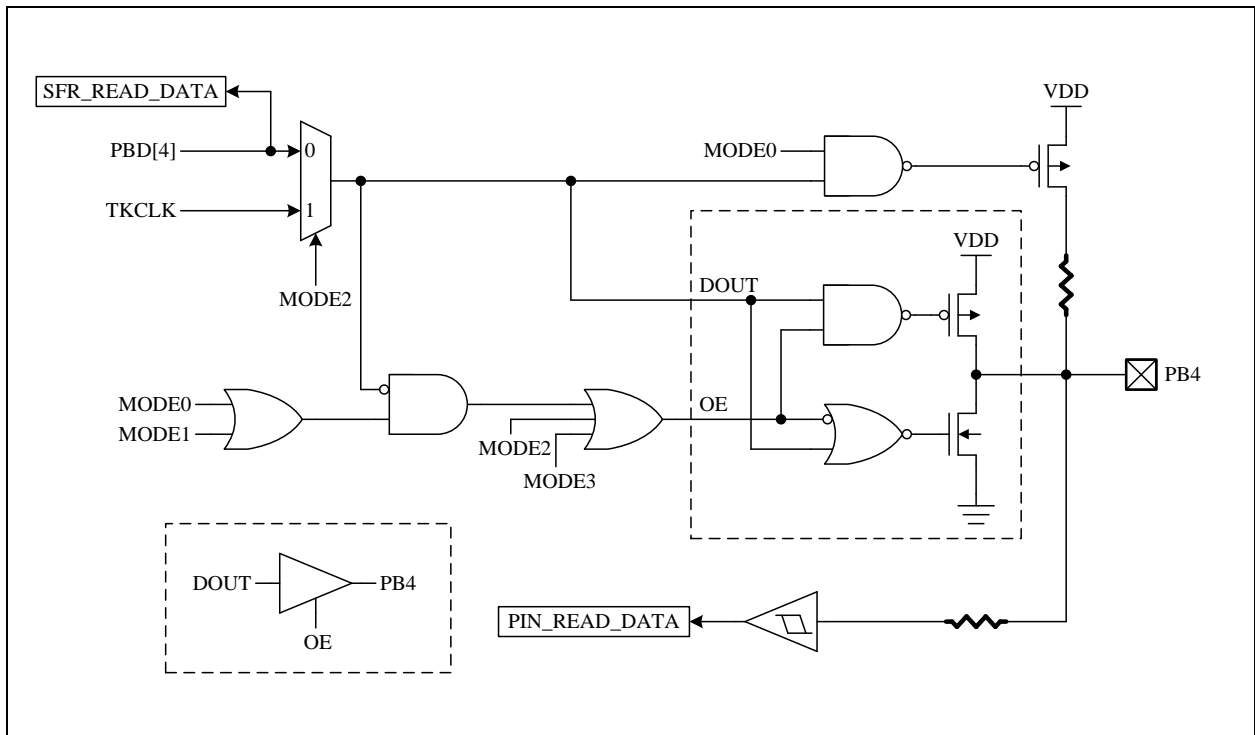 SFR_READ_DATA
VDD
PBD[4]
0
MODE0
TKCLK
1
VDD
MODE2
DOUT
PB4
MODE0
MODE1
OE
MODE2
MODE3
DOUT
PB4
OE
PIN_READ_DATA